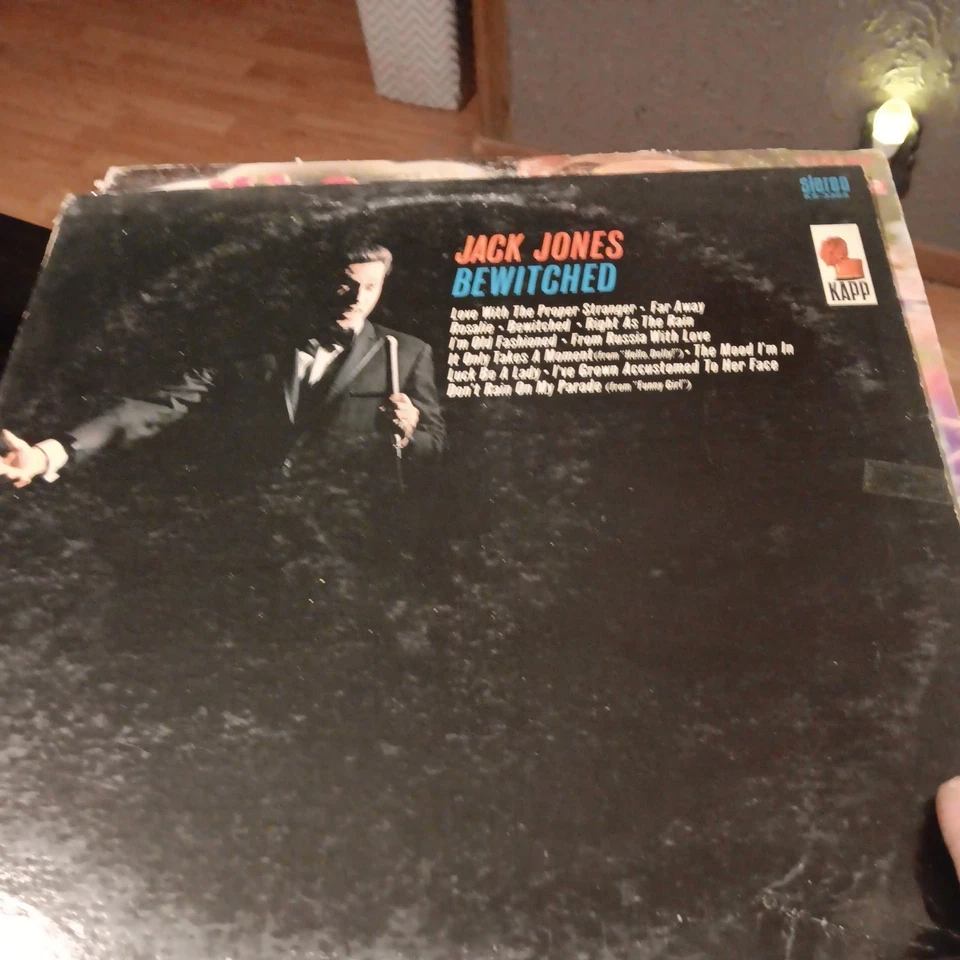 stereo
JACK JONES
BEWITCHED
KAPP
Love With The Proper Stranger • Far Away
Rosalie • Bewitched • Right As The Rain
I'm Old Fashioned • From Russia With Love
It Only Takes A Moment (from "Hello, Dolly!") • The Mood I'm In
Luck Be A Lady • I've Grown Accustomed To Her Face
Don't Rain On My Parade (from "Funny Girl")